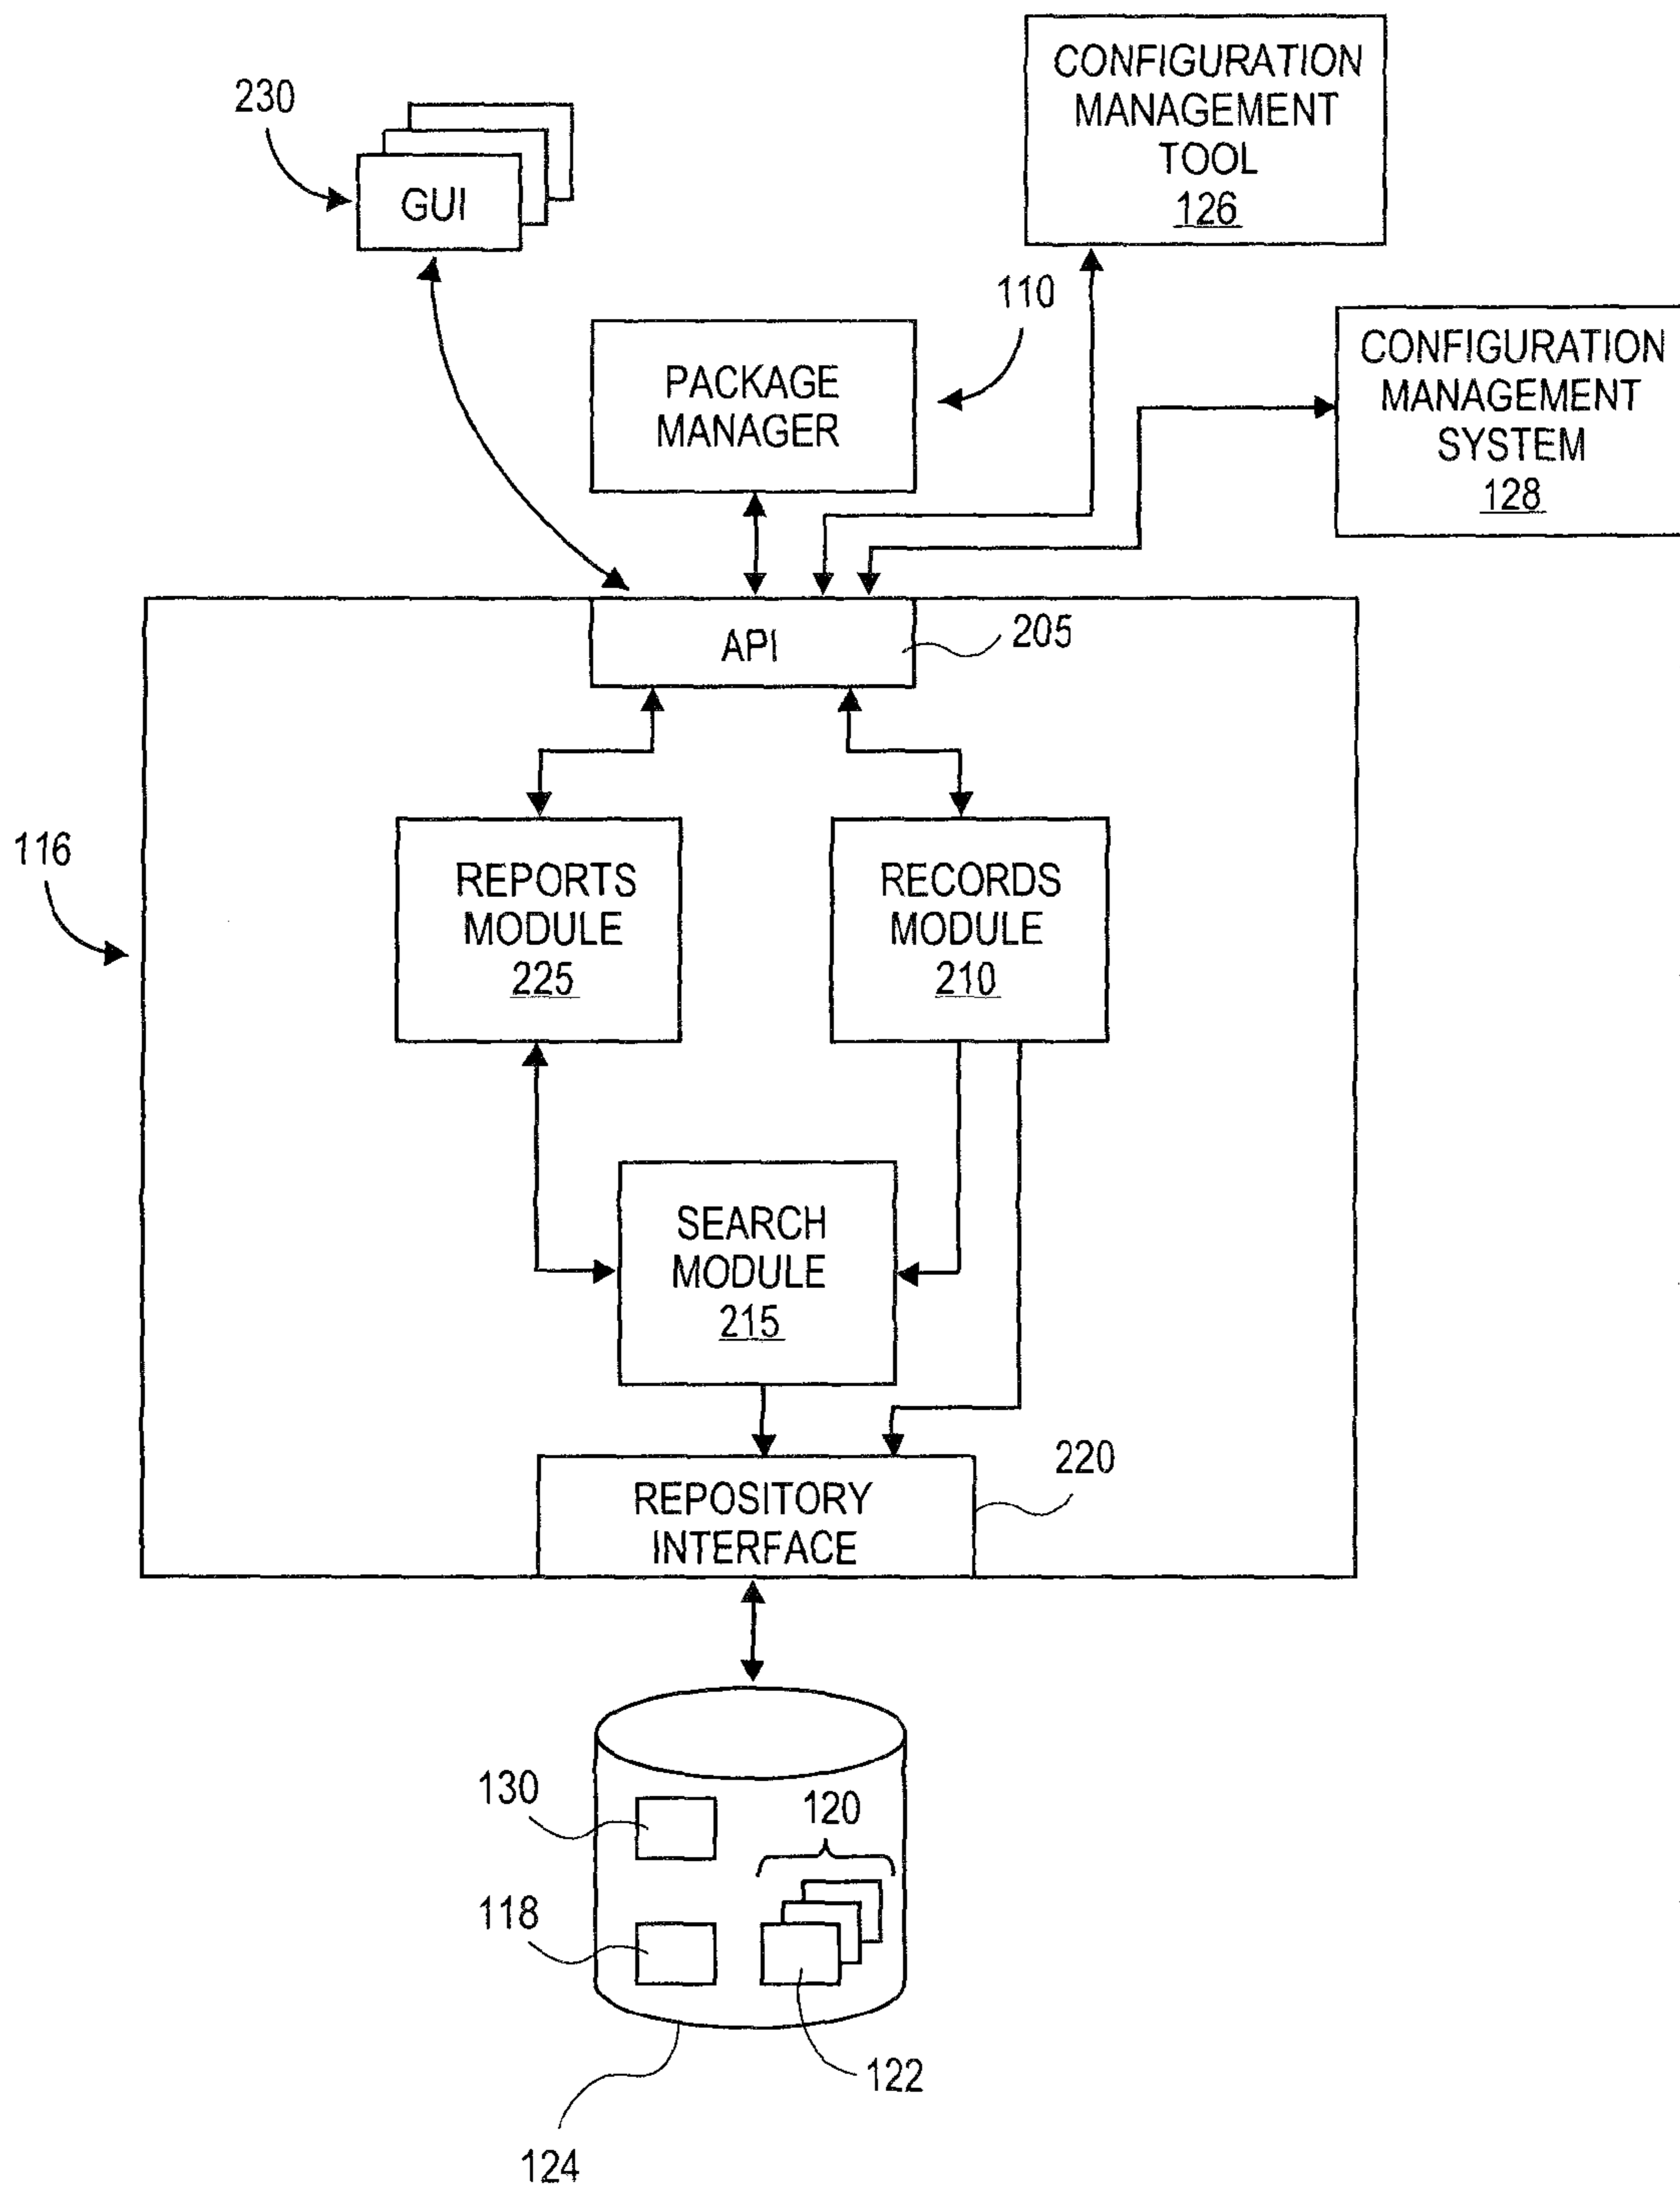 CONFIGURATION
MANAGEMENT
TOOL
126
230
GUI
110
PACKAGE
MANAGER
CONFIGURATION
MANAGEMENT
SYSTEM
128
API
205
116
REPORTS
MODULE
225
RECORDS
MODULE
210
SEARCH
MODULE
215
220
REPOSITORY
INTERFACE
130
120
118
122
124